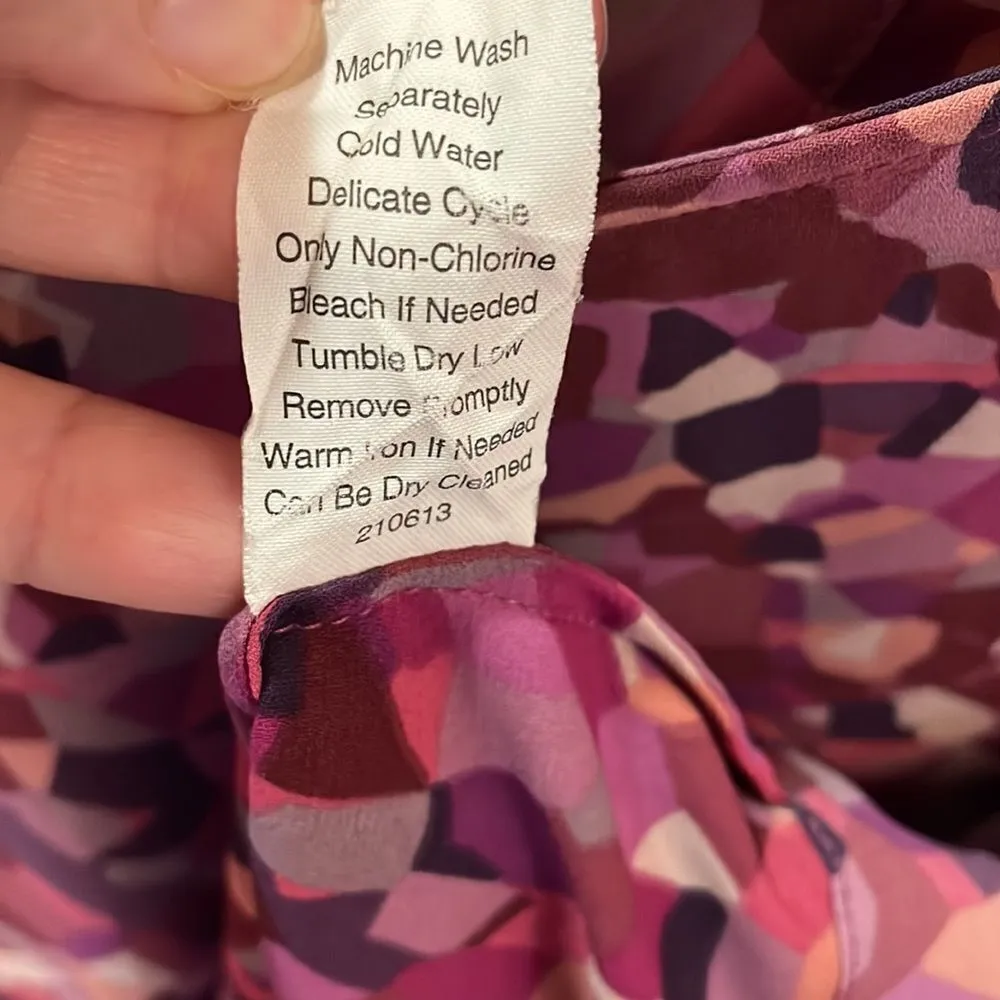 Machine Wash
Separately
Cold Water
Delicate Cycle
Only Non-Chlorine
Bleach If Needed
Tumble Dry Low
Remove Promptly
Warm Iron If Needed
Can Be Dry Cleaned
210613